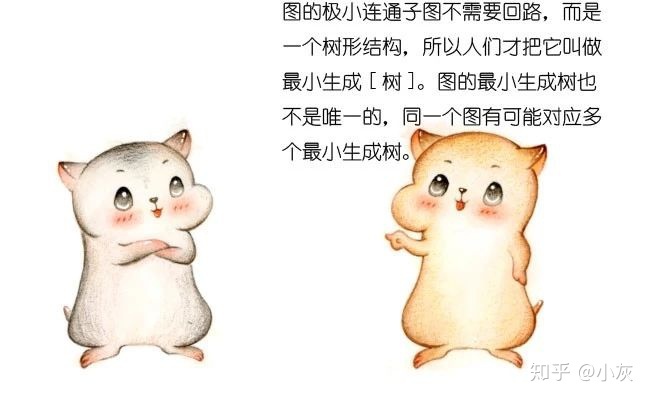 图的极小连通子图不需要回路，而是
一个树形结构，所以人们才把它叫做
最小生成［树］。图的最小生成树也
不是唯一的，同一个图有可能对应多
个最小生成树。
知乎 @小灰